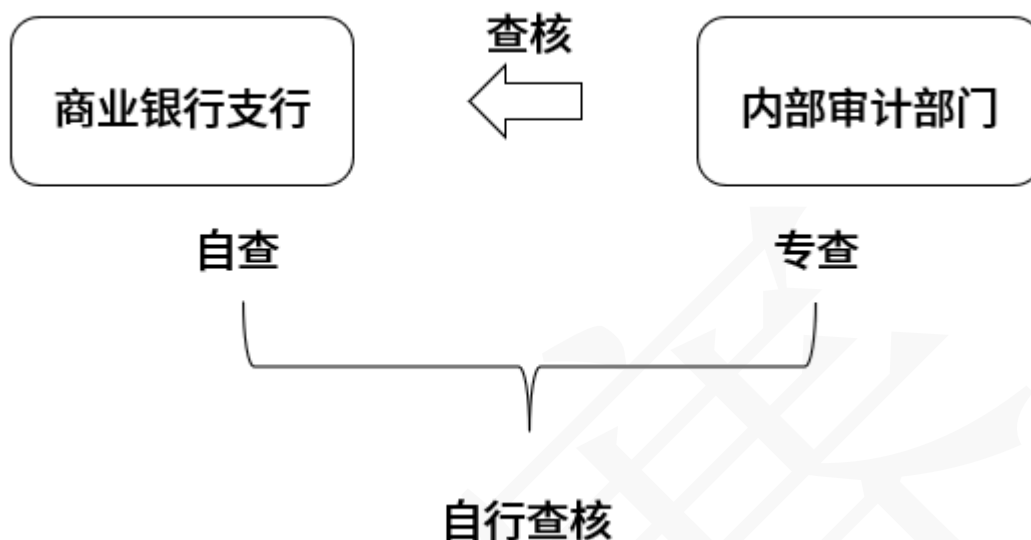 查核
商业银行支行
内部审计部门
自查
专查
自行查核